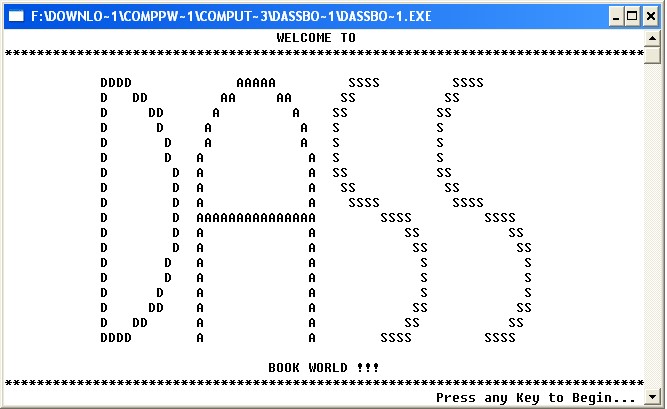 F:\DOWNLO~1\COMPPW~1\COMPUT~3\DASSBO~1\DASSBO~1.EXE
WELCOME TO
********************************************************************************
DDDD             AAAAA         SSSS         SSSS
D   DD         AA     AA      SS           SS
D     DD      A         A    SS           SS
D      D     A           A   S            S
D       D    A           A   S            S
D       D   A             A  S            S
D        D  A             A  SS           SS
D        D  A             A   SS           SS
D        D  A             A    SSSS         SSSS
D        D  AAAAAAAAAAAAAAA        SSSS         SSSS
D        D  A             A           SS           SS
D        D  A             A            SS           SS
D       D   A             A             S            S
D       D   A             A             S            S
D      D    A             A             S            S
D     DD    A             A            SS           SS
D   DD      A             A           SS           SS
DDDD        A             A        SSSS         SSSS
BOOK WORLD !!!
********************************************************************************
Press any Key to Begin...